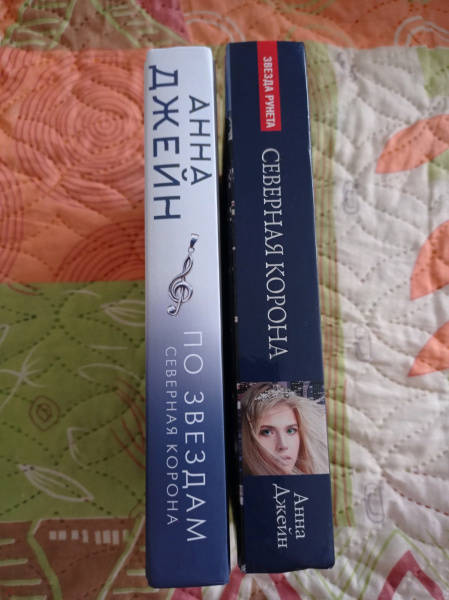 АННА
ДЖЕЙН
ПО ЗВЕЗДАМ
СЕВЕРНАЯ КОРОНА
ЗВЕЗДА РУНЕТА
СЕВЕРНАЯ КОРОНА
Анна
Джейн